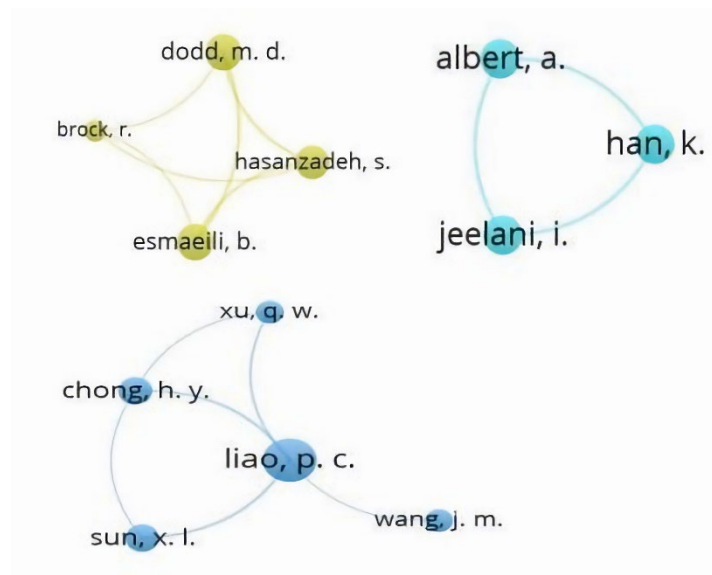 dodd, m. d.
brock, r.
hasanzadeh, s.
esmaeili, b.
albert, a.
han, k.
jeelani, i.
xu, q. w.
chong, h. y.
liao, p. c.
wang, j. m.
sun, x. l.